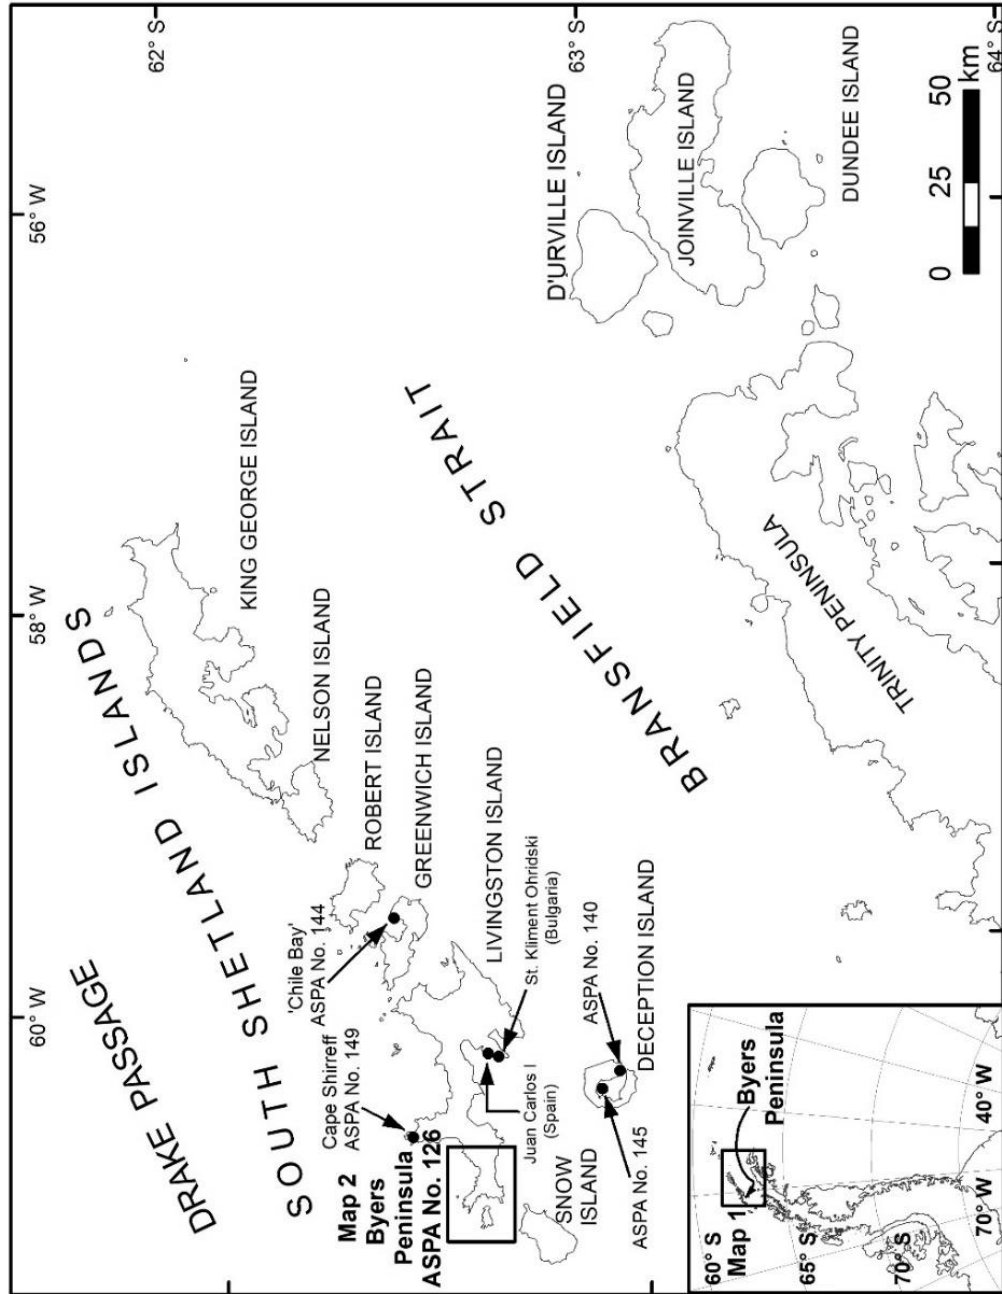 56° W
58° W
60° W
62° S
63° S
64° S
DRAKE PASSAGE
SOUTH SHETLAND ISLANDS
KING GEORGE ISLAND
NELSON ISLAND
ROBERT ISLAND
GREENWICH ISLAND
'Chile Bay'
ASPA No. 144
Cape Shirreff
ASPA No. 149
Map 2
Byers
Peninsula
ASPA No. 126
LIVINGSTON ISLAND
St. Kliment Ohridski
(Bulgaria)
Juan Carlos I
(Spain)
SNOW
ISLAND
ASPA No. 140
DECEPTION ISLAND
ASPA No. 145
BRANSFIELD STRAIT
D'URVILLE ISLAND
JOINVILLE ISLAND
DUNDEE ISLAND
TRINITY PENINSULA
0 25 50
km
60° S
Map 1
Byers
Peninsula
65° S
70° S
70° W
40° W